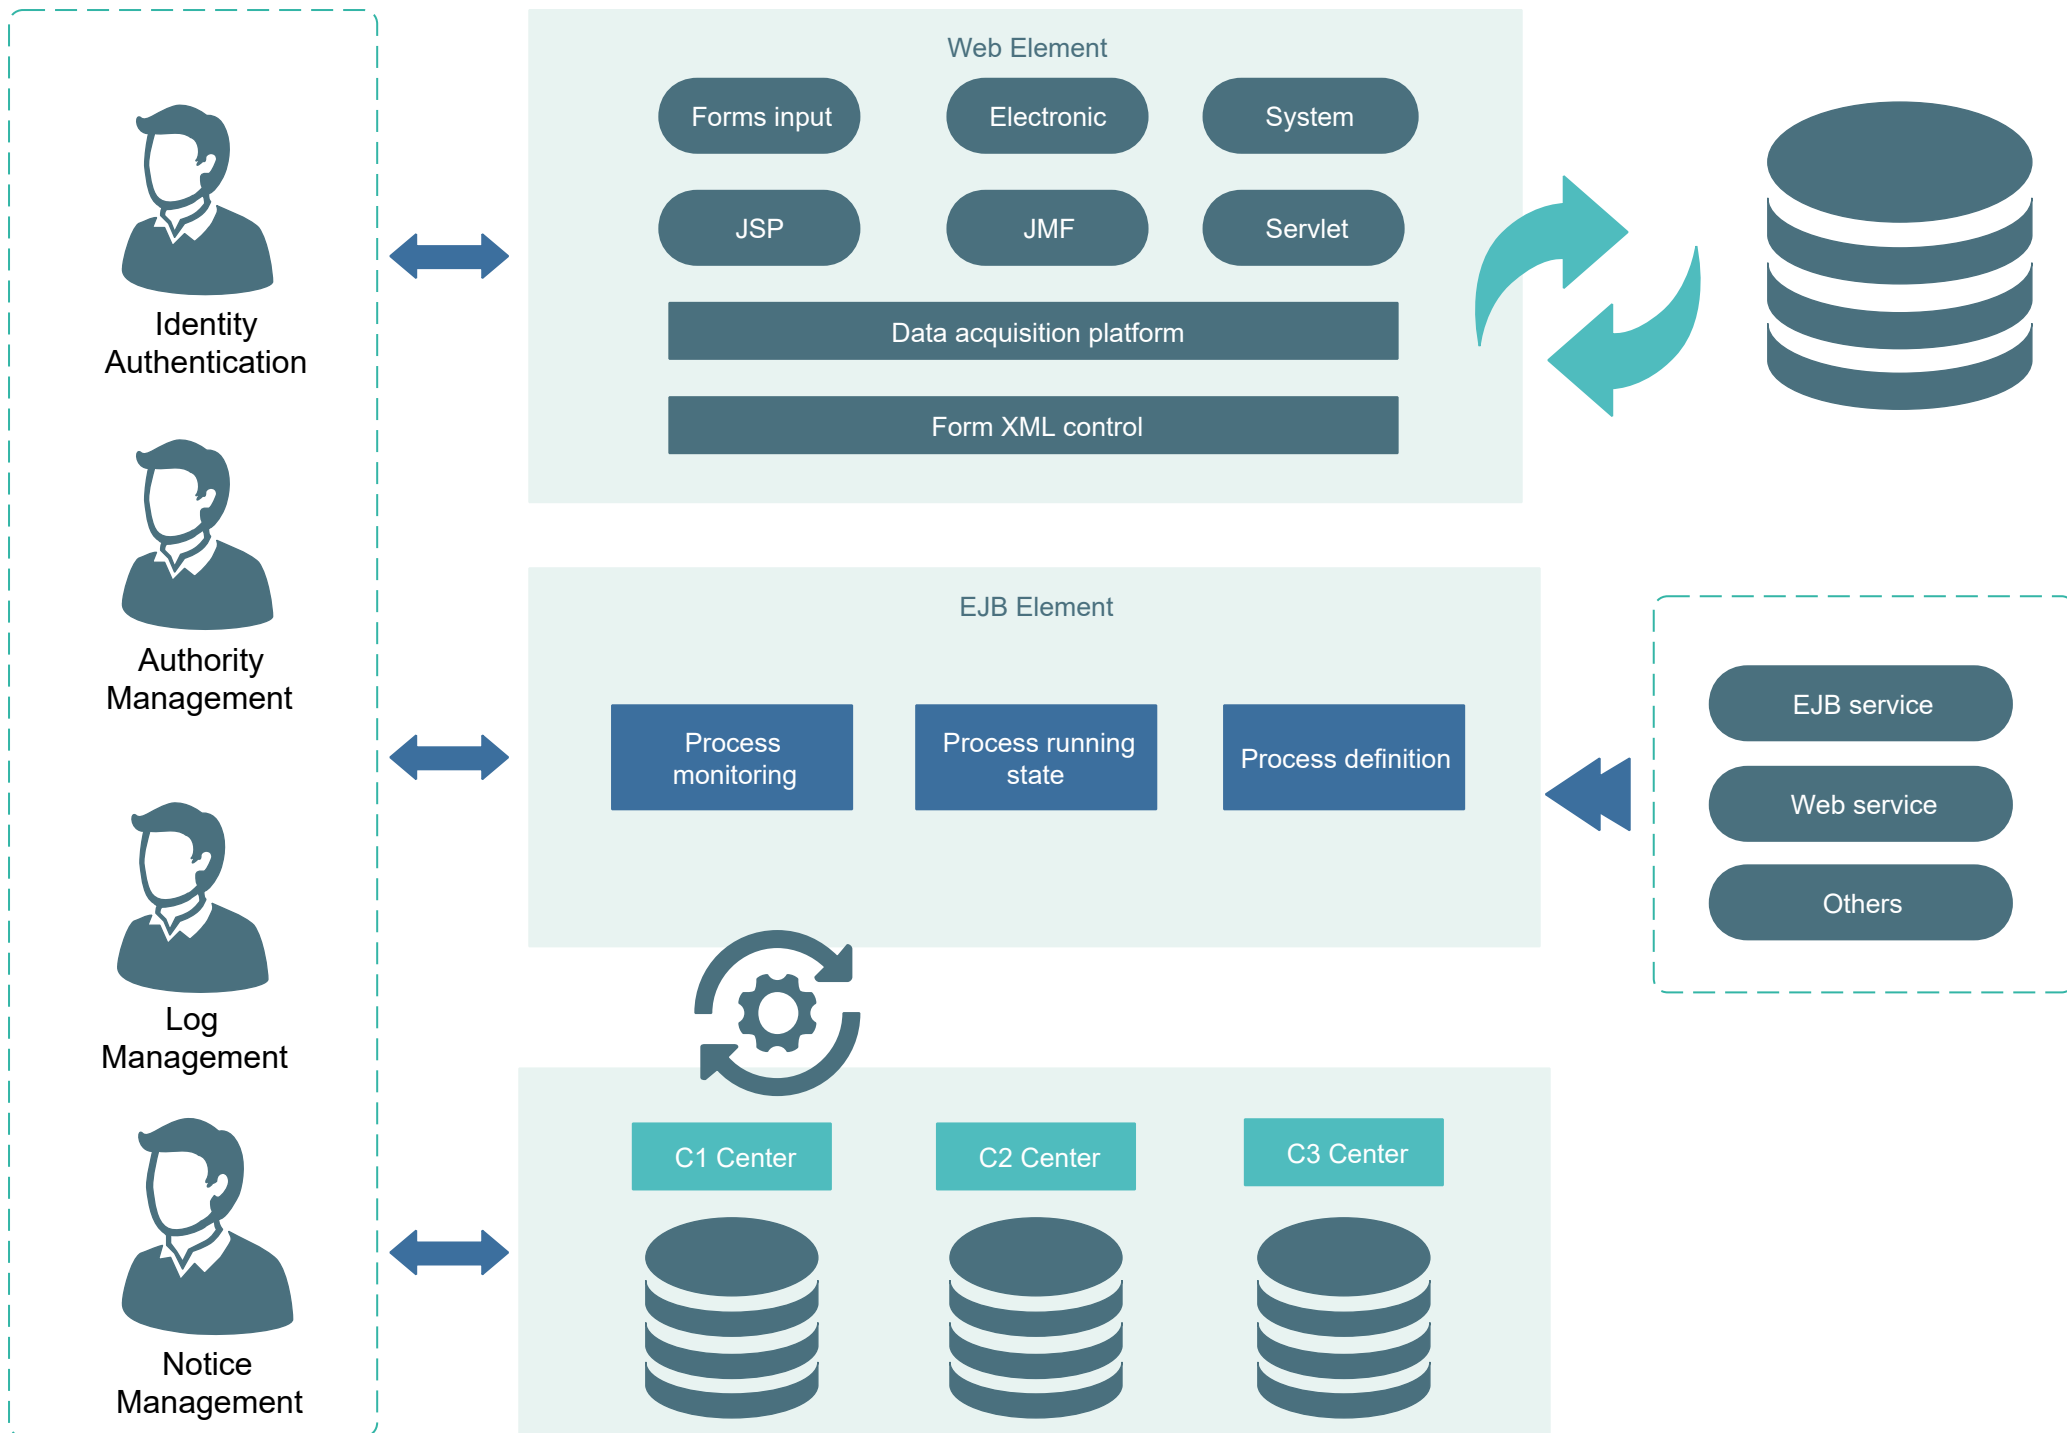 Identity
Authentication
Authority
Management
Log
Management
Notice
Management
Web Element
Forms input
Electronic
System
JSP
JMF
Servlet
Data acquisition platform
Form XML control
EJB Element
Process
monitoring
Process running
state
Process definition
EJB service
Web service
Others
C1 Center
C2 Center
C3 Center